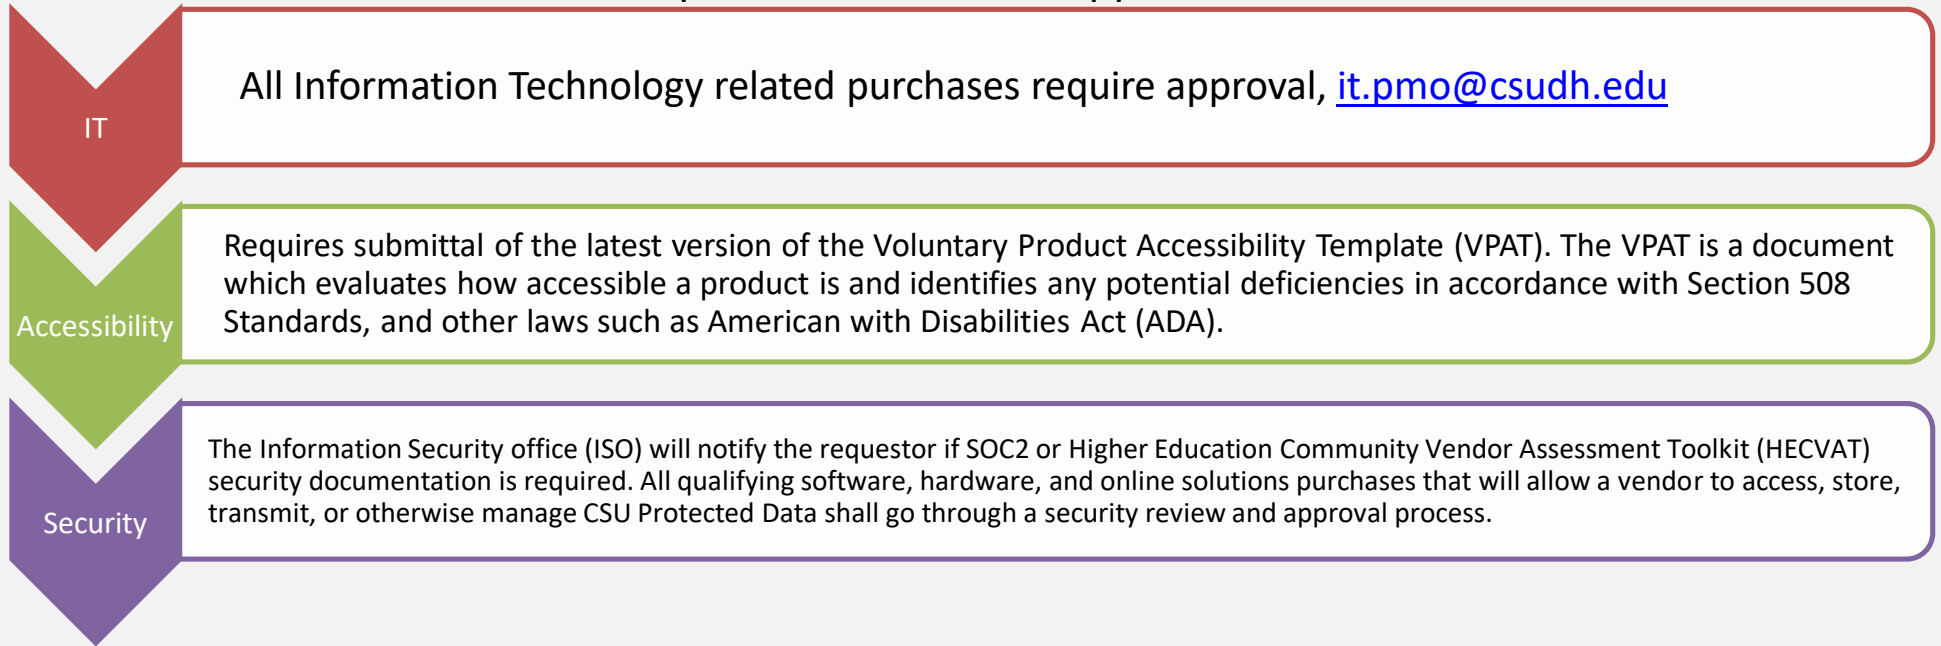 IT
All Information Technology related purchases require approval, it.pmo@csudh.edu
Accessibility
Requires submittal of the latest version of the Voluntary Product Accessibility Template (VPAT). The VPAT is a document
which evaluates how accessible a product is and identifies any potential deficiencies in accordance with Section 508
Standards, and other laws such as American with Disabilities Act (ADA).
Security
The Information Security office (ISO) will notify the requestor if SOC2 or Higher Education Community Vendor Assessment Toolkit (HECVAT)
security documentation is required. All qualifying software, hardware, and online solutions purchases that will allow a vendor to access, store,
transmit, or otherwise manage CSU Protected Data shall go through a security review and approval process.